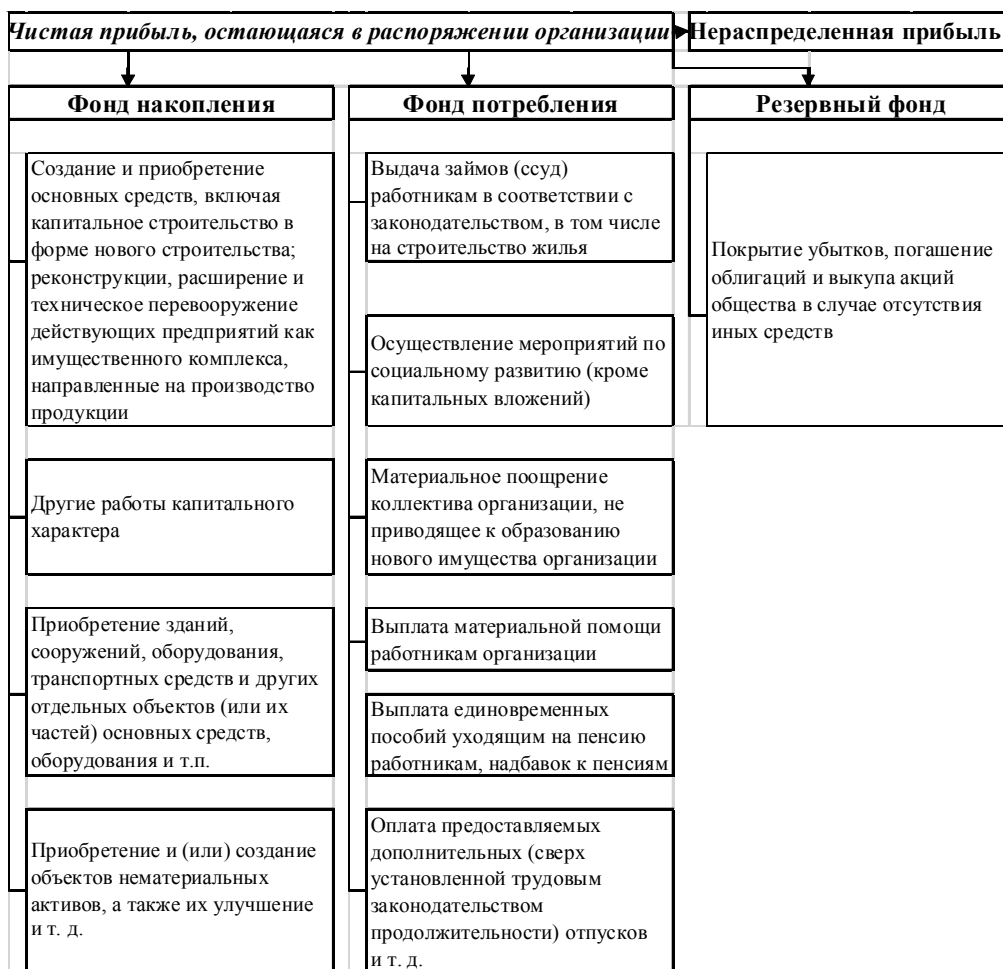 Чистая прибыль, остающаяся в распоряжении организации
Нераспределенная прибыль
Фонд накопления
Создание и приобретение
основных средств, включая
капитальное строительство в
форме нового строительства;
реконструкции, расширение и
техническое перевооружение
действующих предприятий как
имущественного комплекса,
направленные на производство
продукции
Другие работы капитального
характера
Приобретение зданий,
сооружений, оборудования,
транспортных средств и других
отдельных объектов (или их
частей) основных средств,
оборудования и т.п.
Приобретение и (или) создание
объектов нематериальных
активов, а также их улучшение
и т. д.
Фонд потребления
Выдача займов (ссуд)
работникам в соответствии с
законодательством, в том числе
на строительство жилья
Осуществление мероприятий по
социальному развитию (кроме
капитальных вложений)
Материальное поощрение
коллектива организации, не
приводящее к образованию
нового имущества организации
Выплата материальной помощи
работникам организации
Выплата единовременных
пособий уходящим на пенсию
работникам, надбавок к пенсиям
Оплата предоставляемых
дополнительных (сверх
установленной трудовым
законодательством
продолжительности) отпусков
и т. д.
Резервный фонд
Покрытие убытков, погашение
облигаций и выкупа акций
общества в случае отсутствия
иных средств